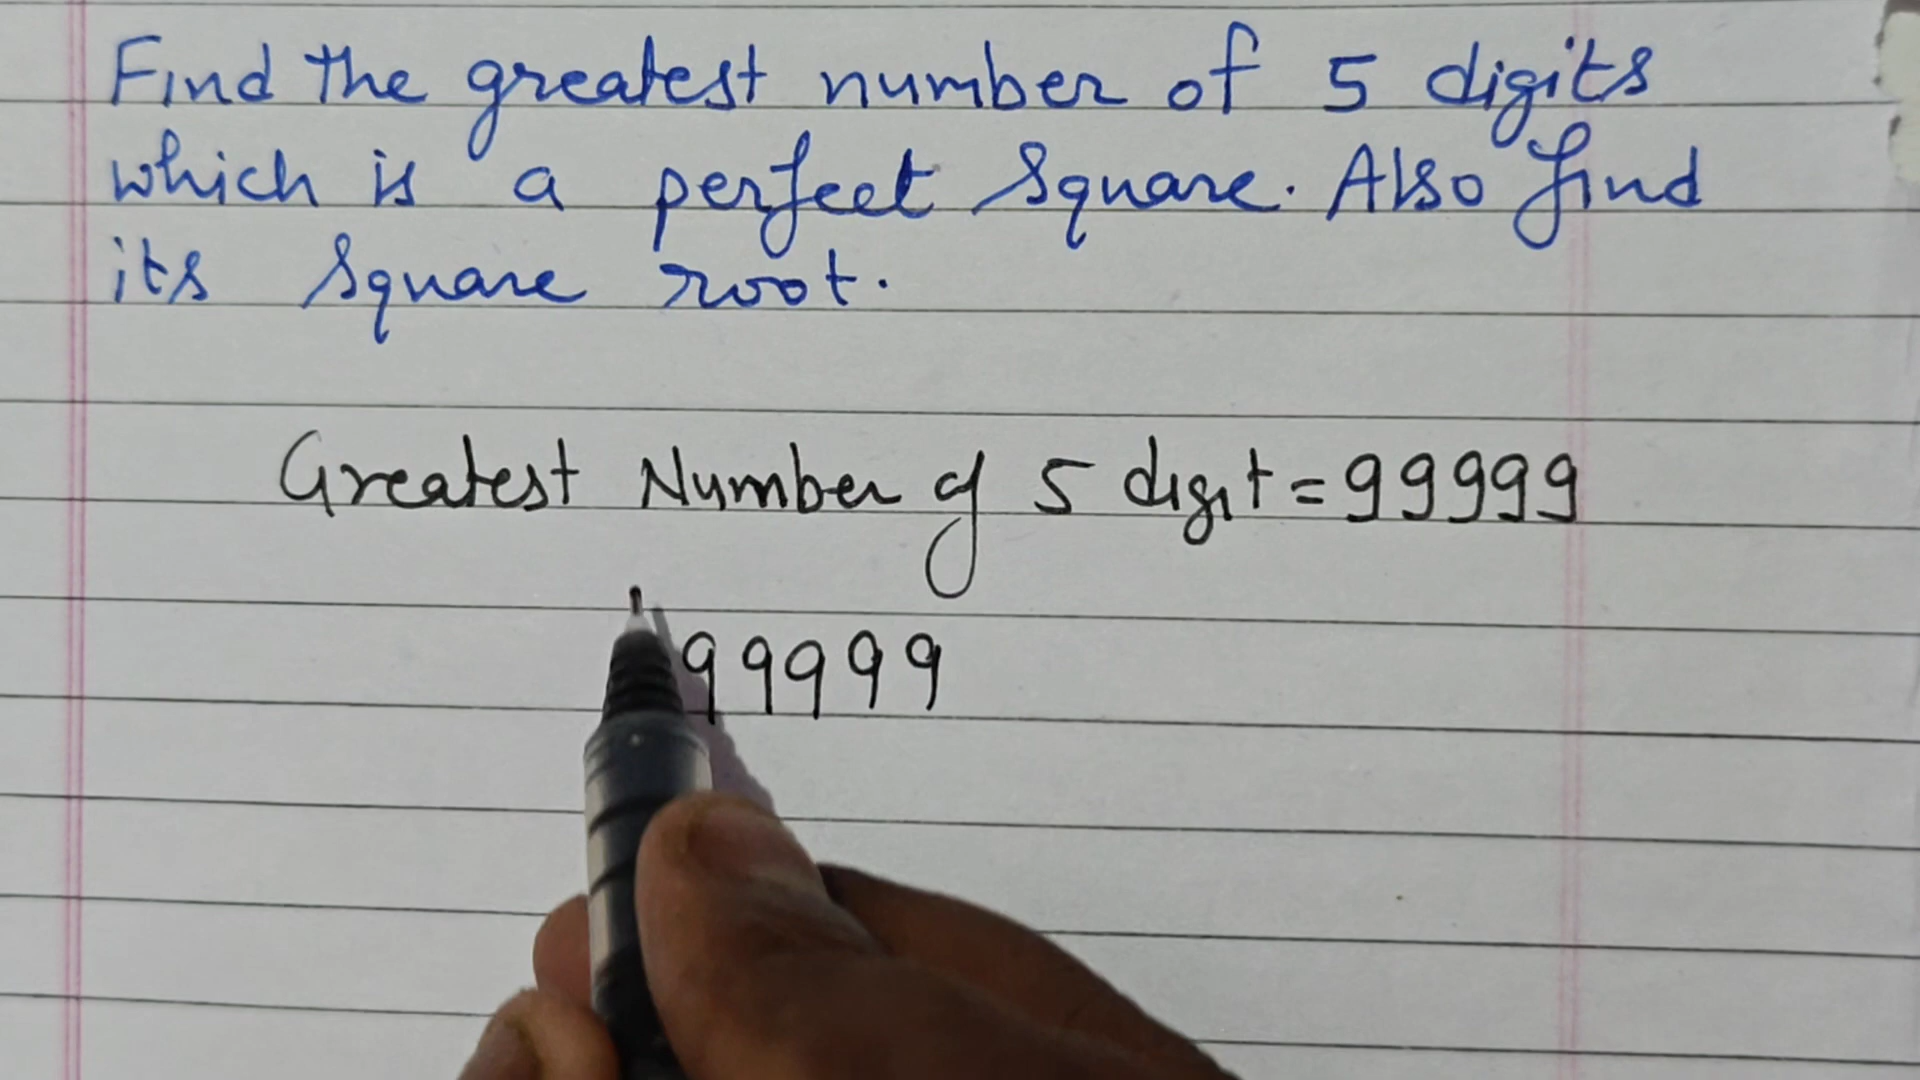 Find the greatest number of 5 digits
which is a perfect square. Also find
its square root.
Greatest Number of 5 digit = 99999
99999